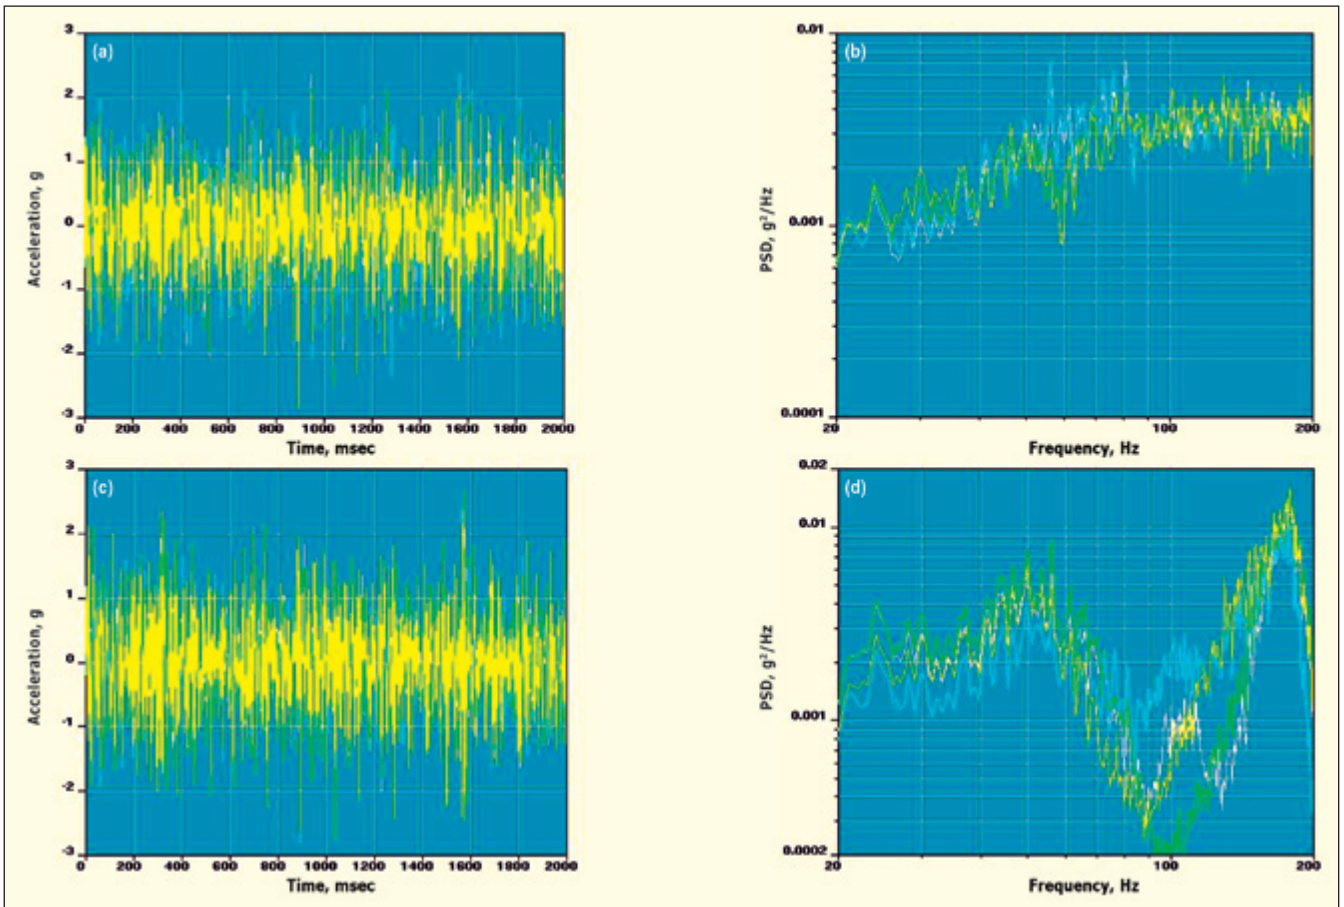 (a)
3
2
1
0
-1
-2
-3
Acceleration, g
0 200 400 600 800 1000 1200 1400 1600 1800 2000
Time, msec
(b)
0.01
0.001
0.0001
PSD, g²/Hz
20 100 200
Frequency, Hz
(c)
3
2
1
0
-1
-2
-3
Acceleration, g
0 200 400 600 800 1000 1200 1400 1600 1800 2000
Time, msec
(d)
0.02
0.01
0.001
0.0002
PSD, g²/Hz
20 100 200
Frequency, Hz